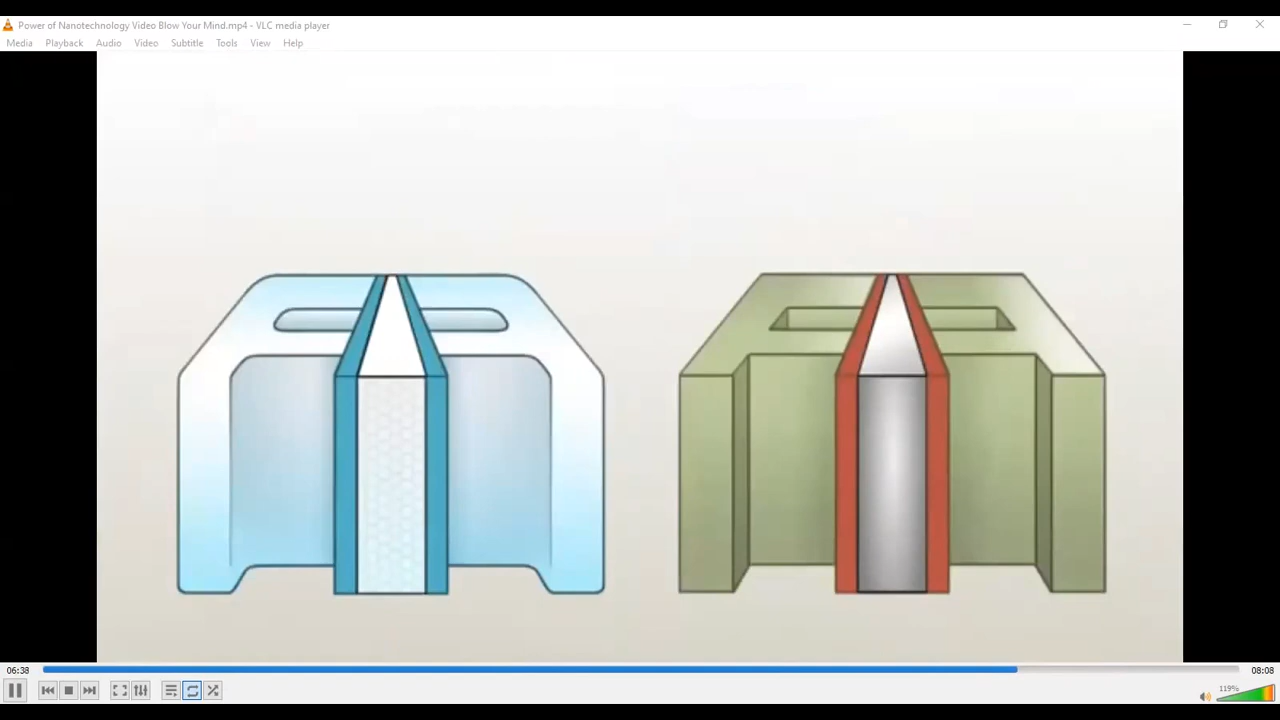 Power of Nanotechnology Video Blow Your Mind.mp4 - VLC media player
Media Playback Audio Video Subtitle Tools View Help
06:38
08:08
119%